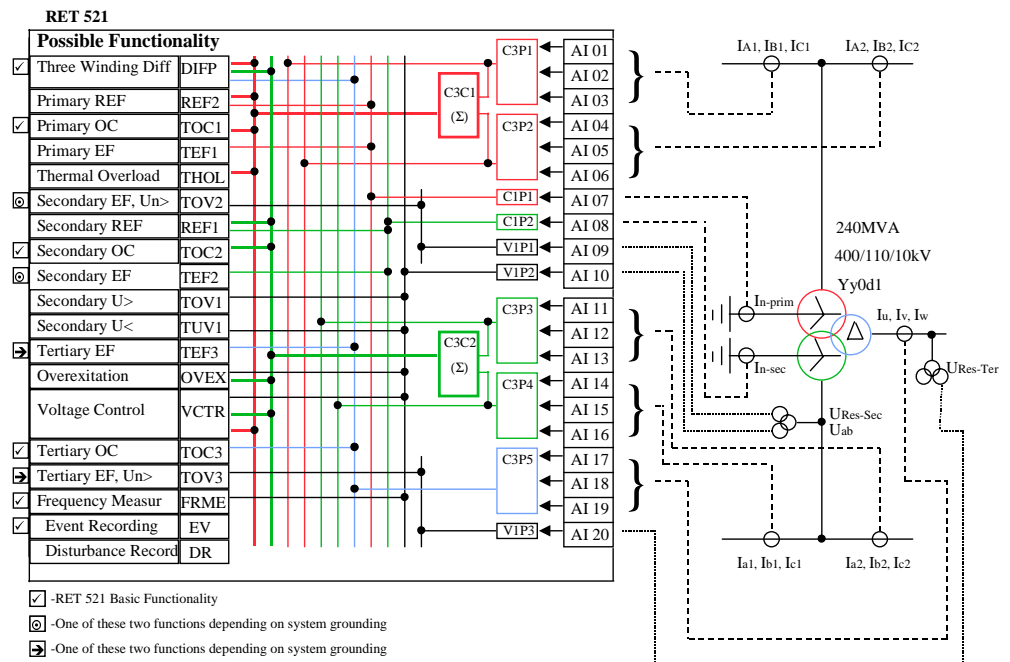 RET 521
Possible Functionality
Three Winding Diff DIFP
Primary REF REF2
Primary OC TOC1
Primary EF TEF1
Thermal Overload THOL
Secondary EF, Un> TOV2
Secondary REF REF1
Secondary OC TOC2
Secondary EF TEF2
Secondary U> TOV1
Secondary U< TUV1
Tertiary EF TEF3
Overexitation OVEX
Voltage Control VCTR
Tertiary OC TOC3
Tertiary EF, Un> TOV3
Frequency Measur FRME
Event Recording EV
Disturbance Record DR
C3C1
(Σ)
C3C2
(Σ)
C3P1
C3P2
C1P1
C1P2
V1P1
V1P2
C3P3
C3P4
C3P5
V1P3
AI 01
AI 02
AI 03
AI 04
AI 05
AI 06
AI 07
AI 08
AI 09
AI 10
AI 11
AI 12
AI 13
AI 14
AI 15
AI 16
AI 17
AI 18
AI 19
AI 20
IA1, IB1, IC1
IA2, IB2, IC2
240MVA
400/110/10kV
Yy0d1
In-prim
Iu, Iv, Iw
In-sec
URes-Ter
URes-Sec
Uab
Ia1, Ib1, Ic1
Ia2, Ib2, Ic2
-RET 521 Basic Functionality
-One of these two functions depending on system grounding
-One of these two functions depending on system grounding